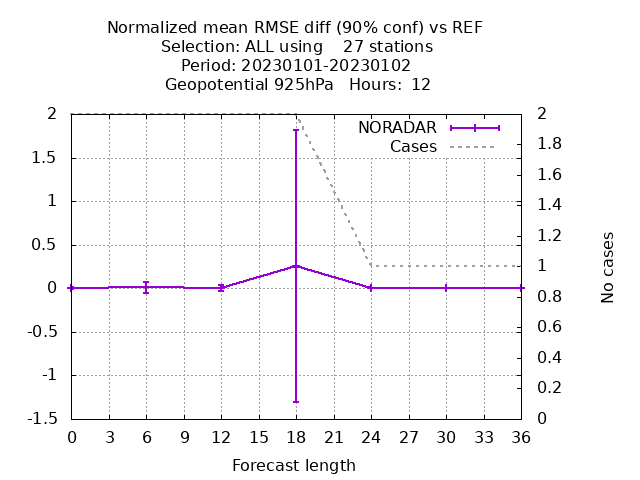 Normalized mean RMSE diff (90% conf) vs REF
Selection: ALL using    27 stations
Period: 20230101-20230102
Geopotential 925hPa   Hours:  12
NORADAR
Cases
2
1.5
1
0.5
0
-0.5
-1
-1.5
2
1.8
1.6
1.4
1.2
1
0.8
0.6
0.4
0.2
0
No cases
0 3 6 9 12 15 18 21 24 27 30 33 36
Forecast length